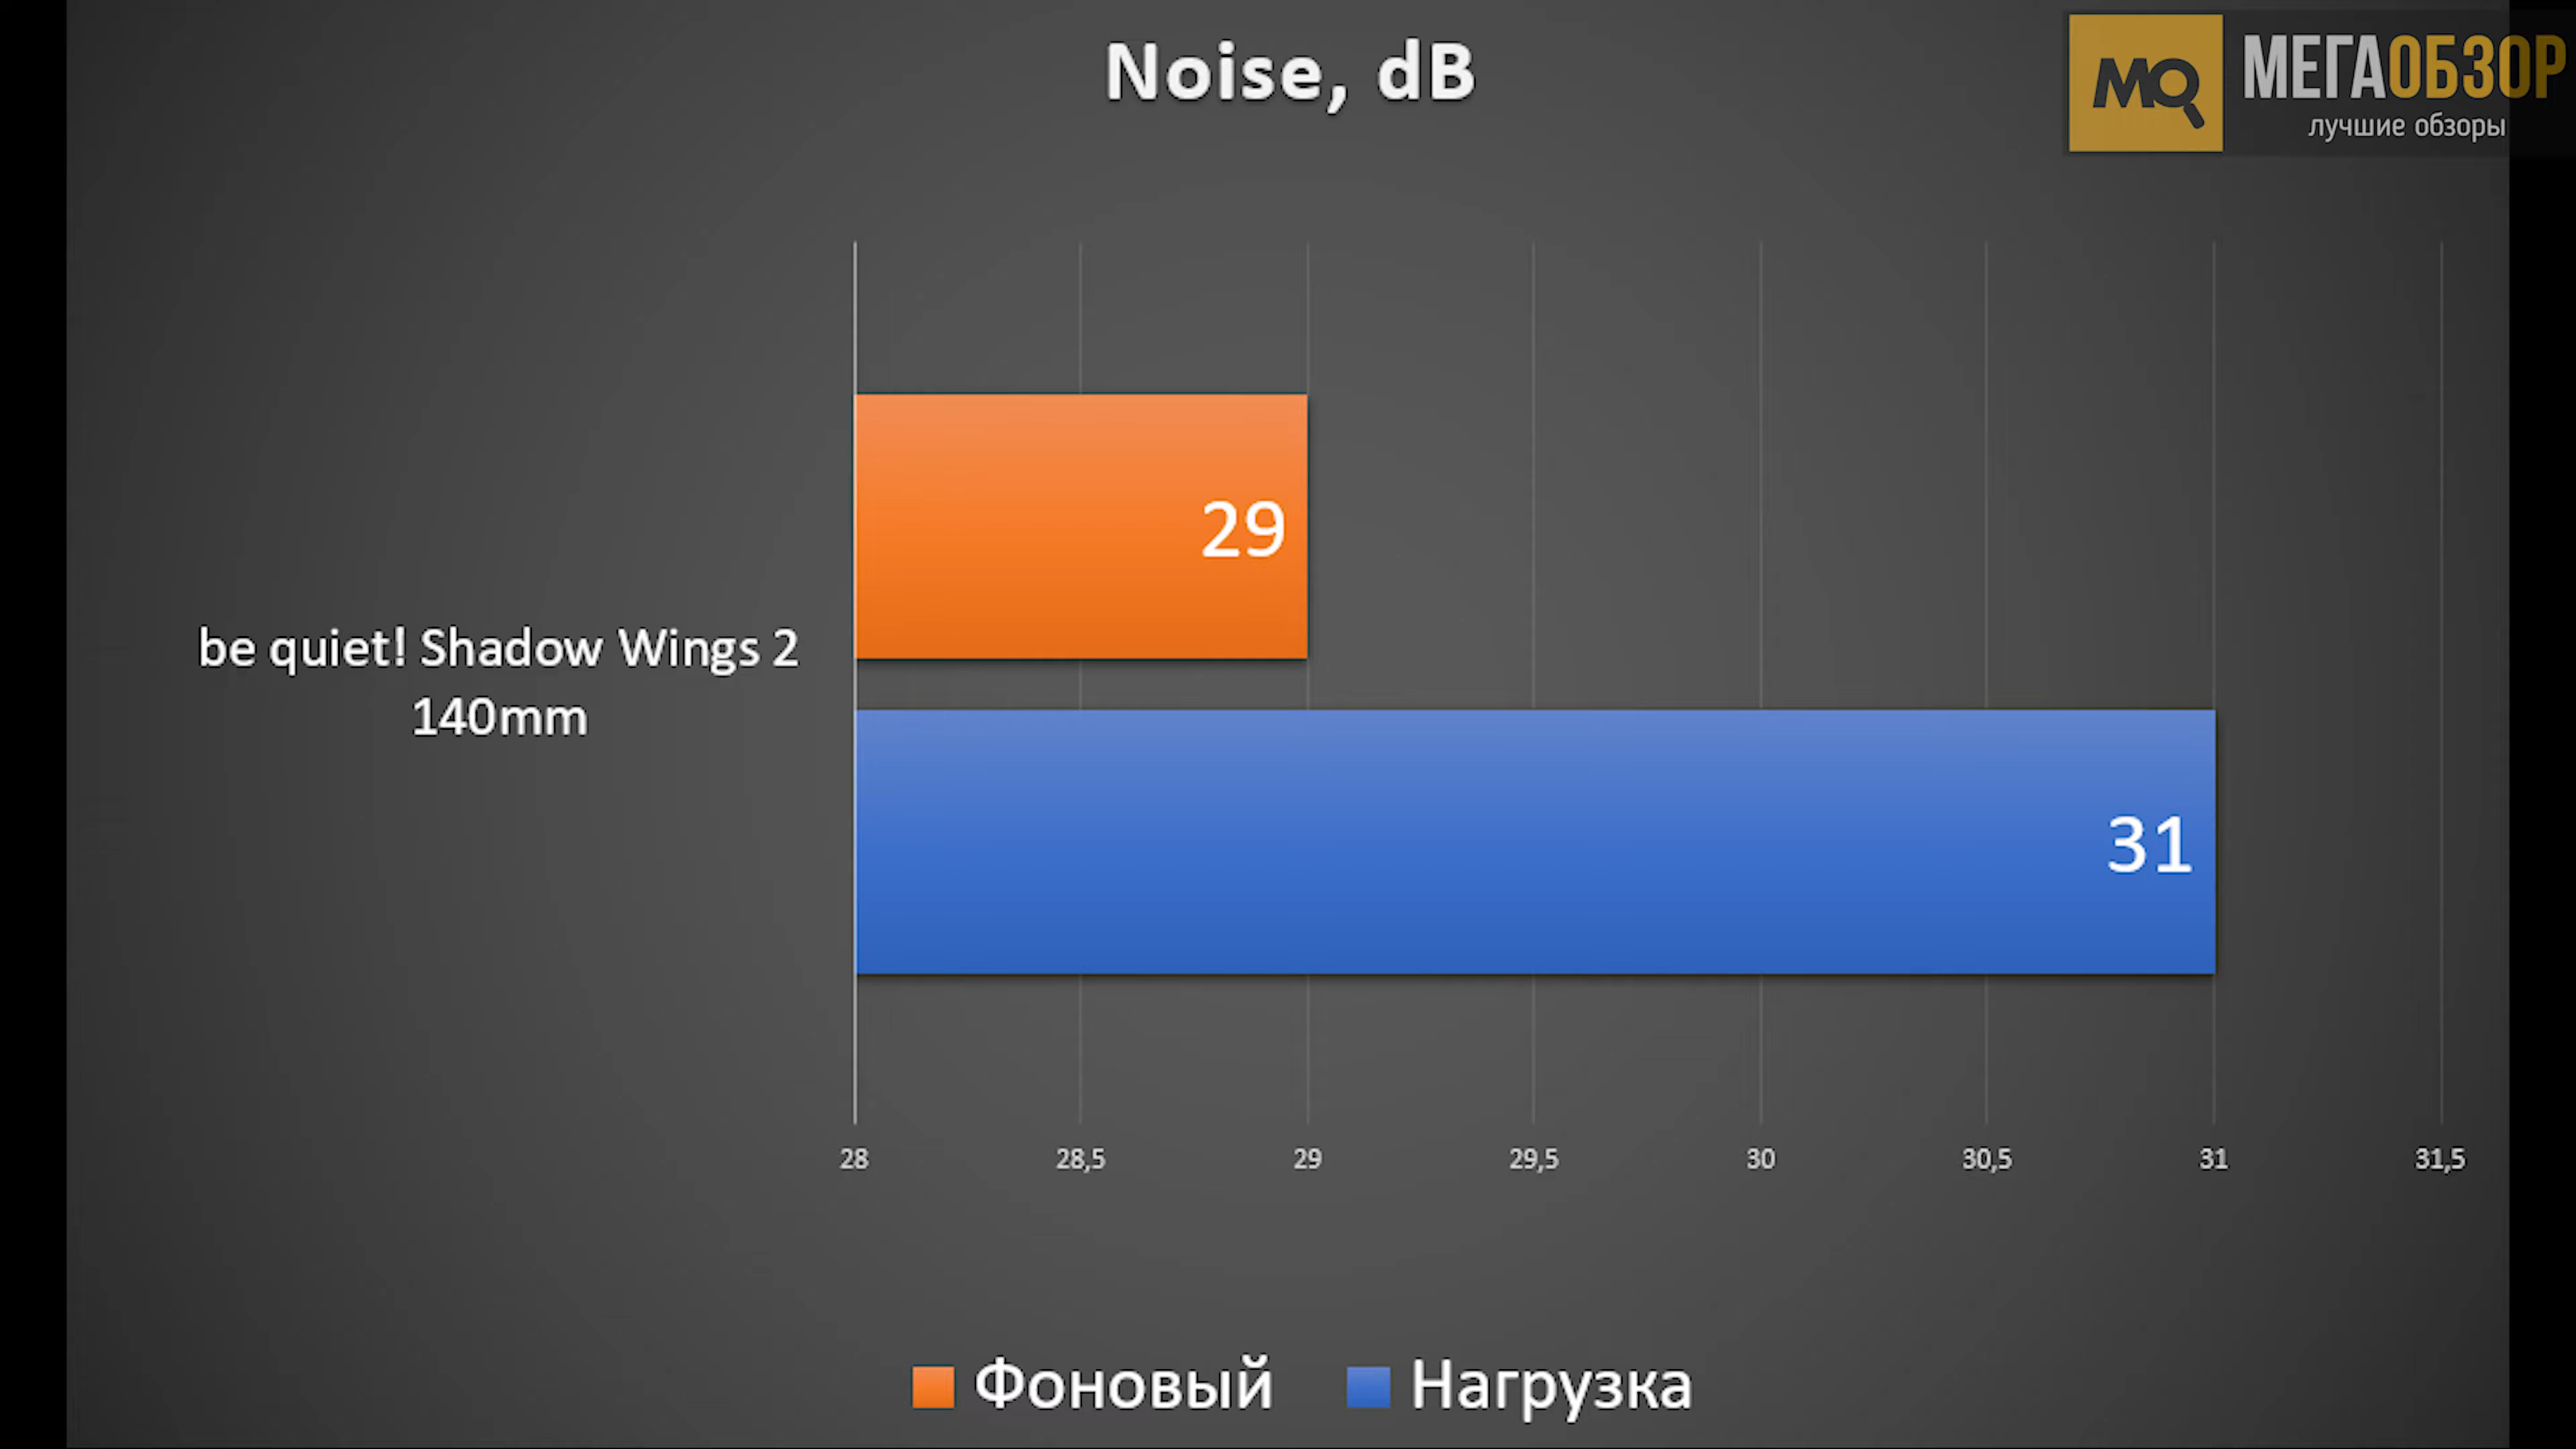 Noise, dB
MQ
МЕГАОБЗОР
лучшие обзоры
29
be quiet! Shadow Wings 2
140mm
31
28 28,5 29 29,5 30 30,5 31 31,5
Фоновый Нагрузка